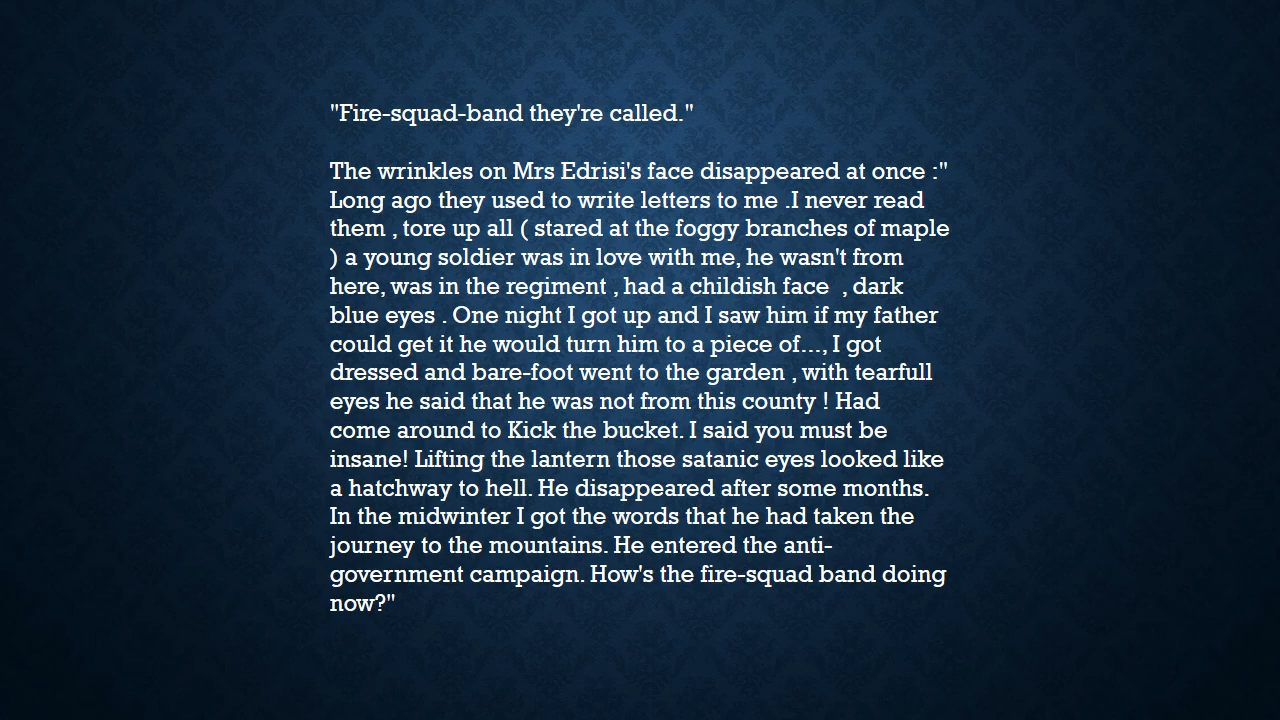 "Fire-squad-band they're called."
The wrinkles on Mrs Edrisi's face disappeared at once :"
Long ago they used to write letters to me .I never read
them , tore up all ( stared at the foggy branches of maple
) a young soldier was in love with me, he wasn't from
here, was in the regiment , had a childish face  , dark
blue eyes . One night I got up and I saw him if my father
could get it he would turn him to a piece of..., I got
dressed and bare-foot went to the garden , with tearfull
eyes he said that he was not from this county ! Had
come around to Kick the bucket. I said you must be
insane! Lifting the lantern those satanic eyes looked like
a hatchway to hell. He disappeared after some months.
In the midwinter I got the words that he had taken the
journey to the mountains. He entered the anti-
government campaign. How's the fire-squad band doing
now?"